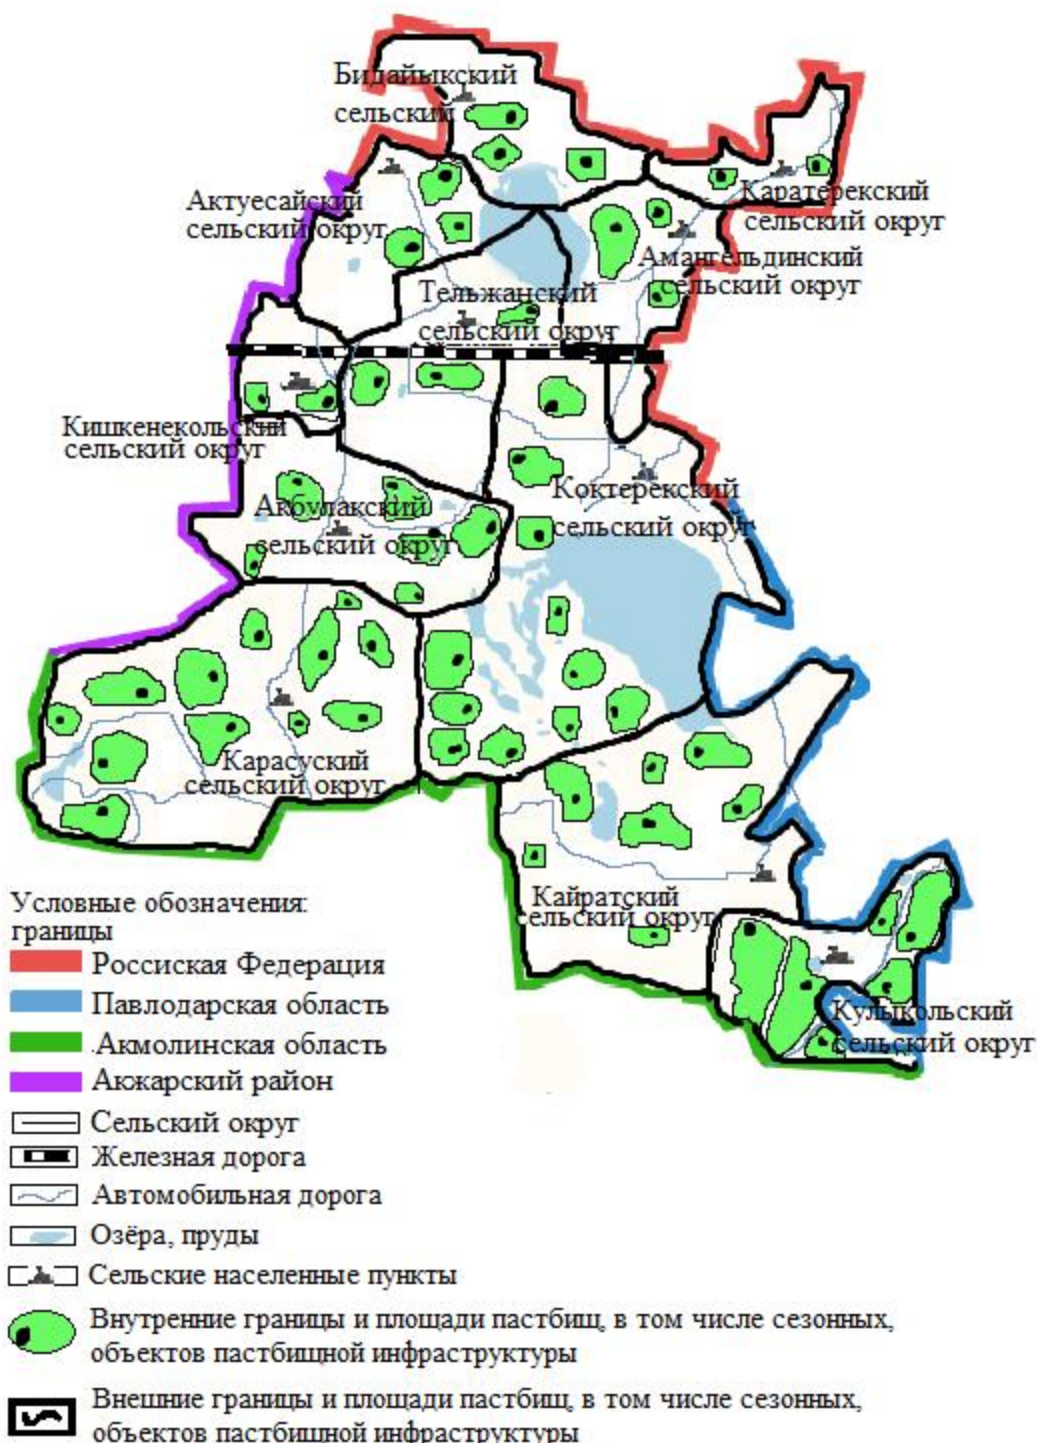 Бидайыкский
сельский
Актуесайский
сельский округ
Каратерекский
сельский округ
Амангельдинский
сельский округ
Тельжанский
сельский округ
Кишкенекольский
сельский округ
Акбулакский
сельский округ
Коктерекский
сельский округ
Карасуский
сельский округ
Кайратский
сельский округ
Кулыкольский
сельский округ
Условные обозначения:
границы
Россиская Федерация
Павлодарская область
.Акмолинская область
Акжарский район
Сельский округ
Железная дорога
Автомобильная дорога
Озёра, пруды
Сельские населенные пункты
Внутренние границы и площади пастбищ, в том числе сезонных,
объектов пастбищной инфраструктуры
Внешние границы и площади пастбищ, в том числе сезонных,
объектов пастбищной инфраструктуры